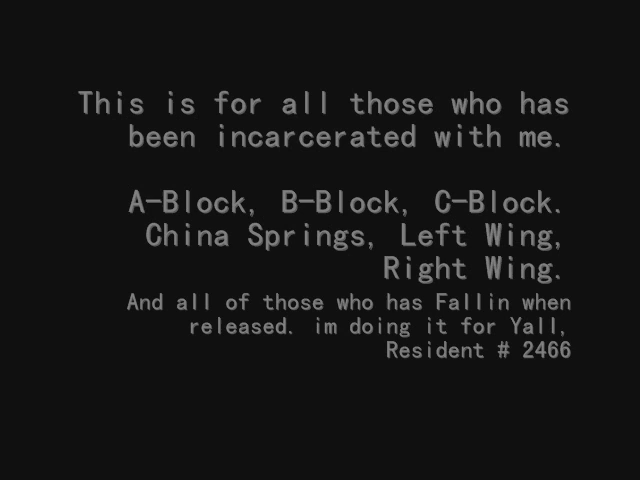 This is for all those who has
been incarcerated with me.
A-Block, B-Block, C-Block.
China Springs, Left Wing,
Right Wing.
And all of those who has Fallin when
released. im doing it for Yall,
Resident # 2466